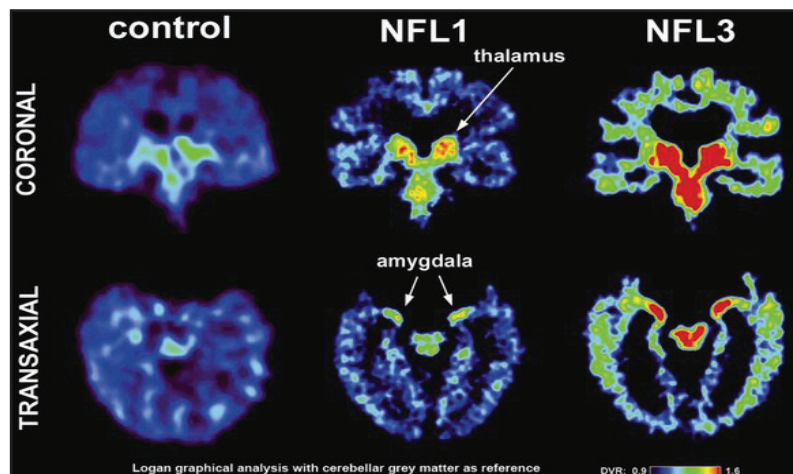 control NFL1 NFL3
thalamus
CORONAL
amygdala
TRANSAXIAL
Logan graphical analysis with cerebellar grey matter as reference
DVR: 0.9 1.6